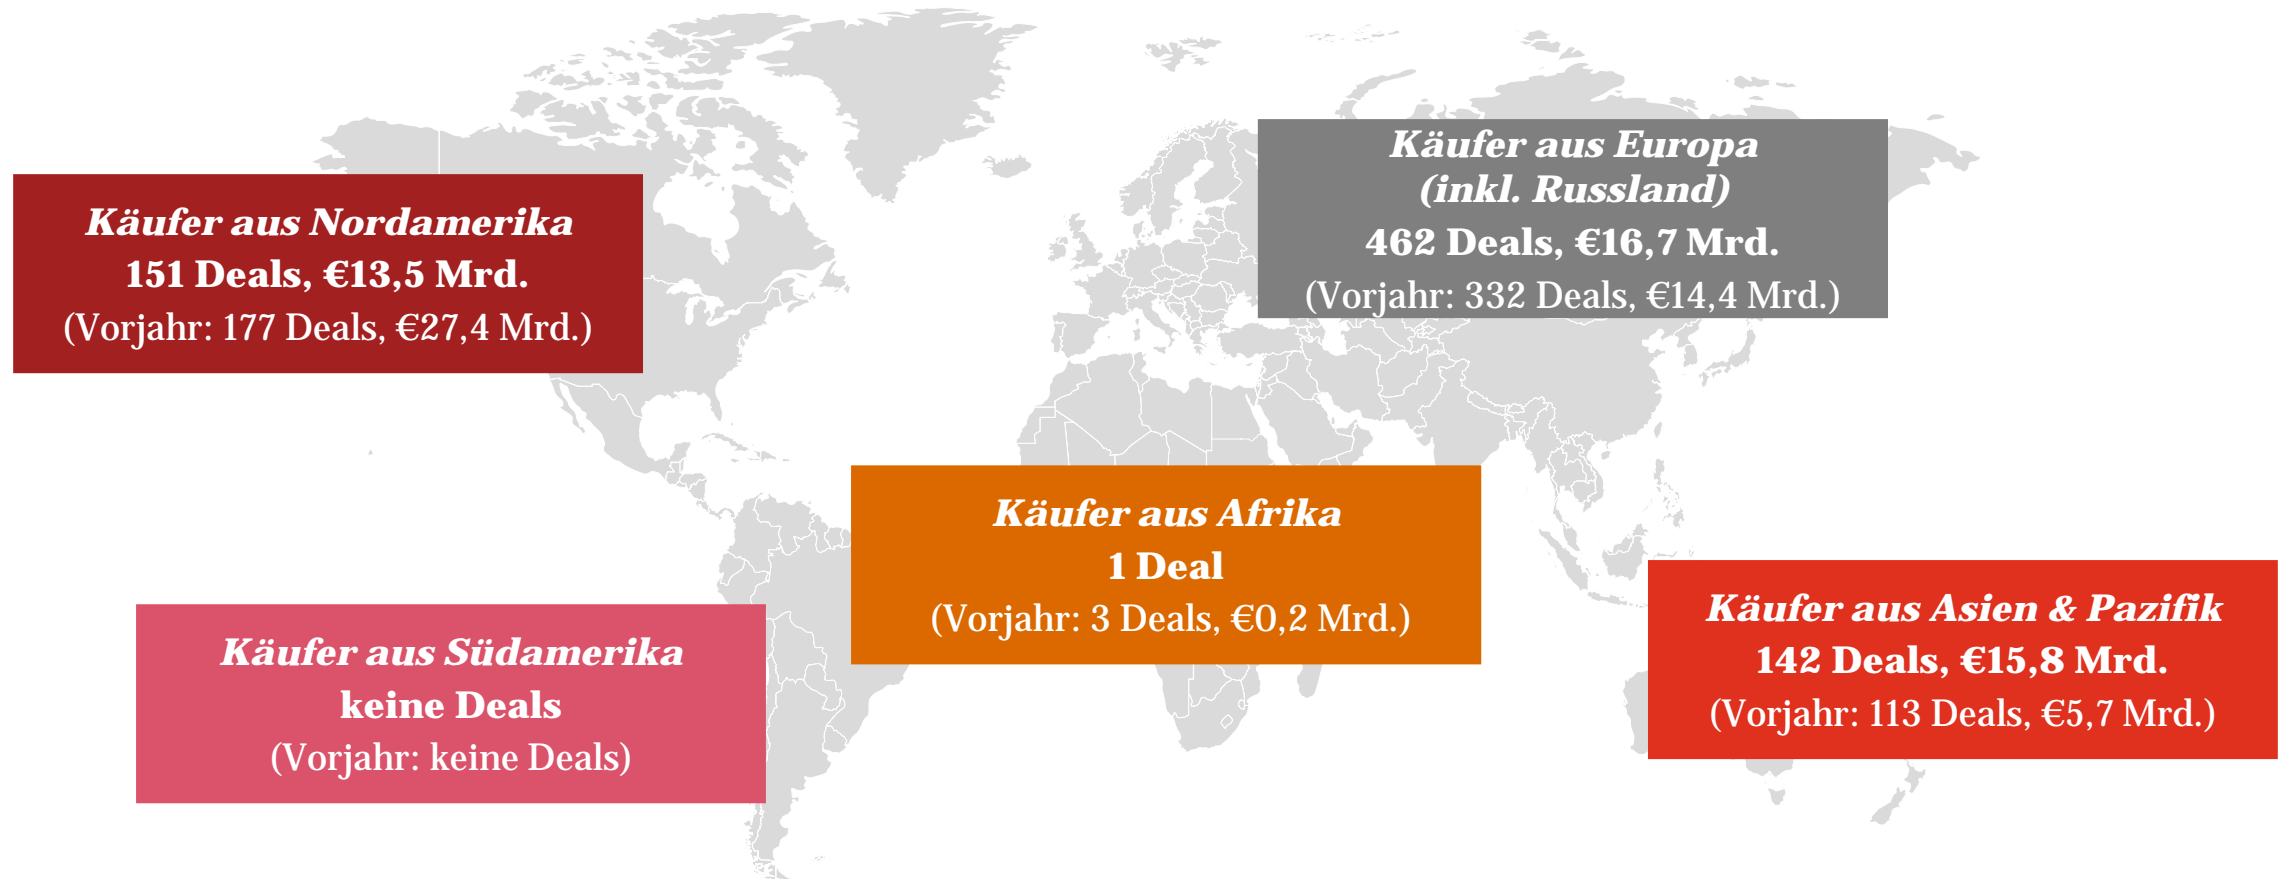 Käufer aus Nordamerika
151 Deals, €13,5 Mrd.
(Vorjahr: 177 Deals, €27,4 Mrd.)
Käufer aus Europa
(inkl. Russland)
462 Deals, €16,7 Mrd.
(Vorjahr: 332 Deals, €14,4 Mrd.)
Käufer aus Afrika
1 Deal
(Vorjahr: 3 Deals, €0,2 Mrd.)
Käufer aus Südamerika
keine Deals
(Vorjahr: keine Deals)
Käufer aus Asien & Pazifik
142 Deals, €15,8 Mrd.
(Vorjahr: 113 Deals, €5,7 Mrd.)